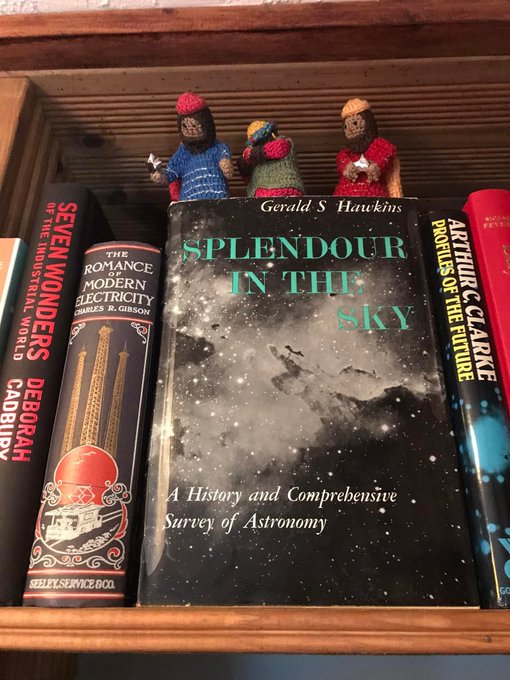 SEVEN WONDERS
OF THE INDUSTRIAL WORLD
DEBORAH
CADBURY
THE
ROMANCE
OF
MODERN
ELECTRICITY
CHARLES R. GIBSON
SEELEY, SERVICE & CO.
Gerald S Hawkins
SPLENDOUR
IN THE
SKY
A History and Comprehensive
Survey of Astronomy
ARTHUR C. CLARKE
PROFILES OF THE FUTURE